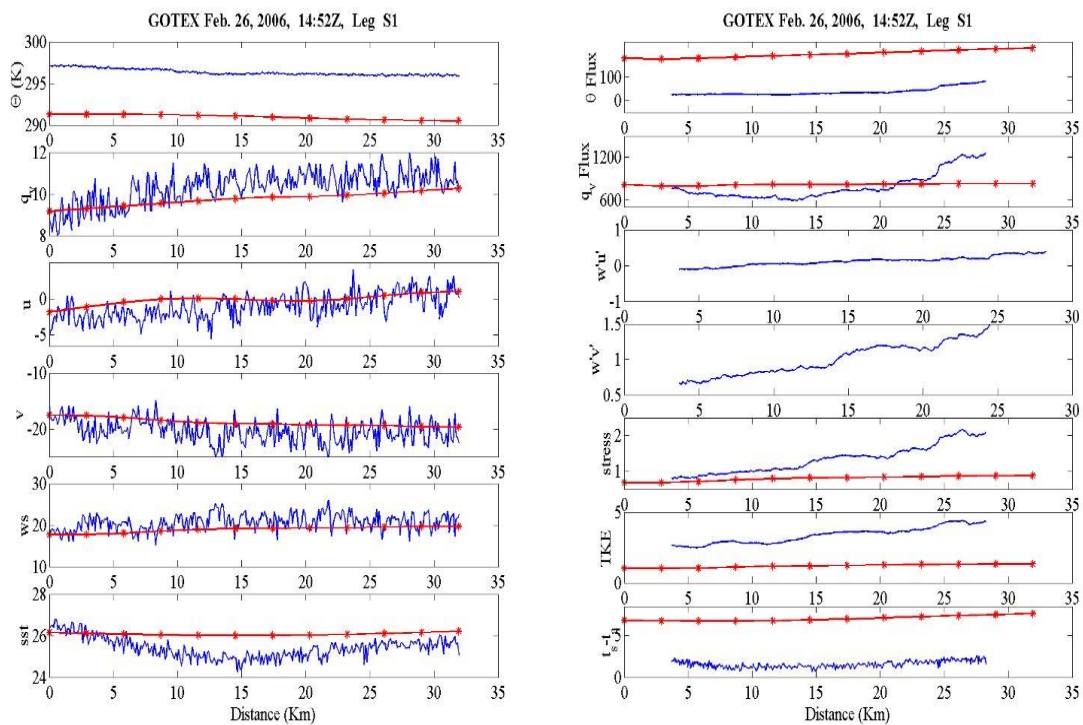 GOTEX Feb. 26, 2006, 14:52Z, Leg S1
300
295
290
Θ (K)
0 5 10 15 20 25 30 35
12
10
8
q
0 5 10 15 20 25 30 35
0
-5
u
0 5 10 15 20 25 30 35
-10
-20
v
0 5 10 15 20 25 30 35
30
20
10
ws
0 5 10 15 20 25 30 35
28
26
24
sst
0 5 10 15 20 25 30 35
Distance (Km)
GOTEX Feb. 26, 2006, 14:52Z, Leg S1
100
0
θ Flux
0 5 10 15 20 25 30 35
1200
600
qv Flux
0 5 10 15 20 25 30 35
1
0
-1
w'u'
0 5 10 15 20 25 30
1.5
1
0.5
w'v'
0 5 10 15 20 25 30
2
1
stress
0 5 10 15 20 25 30 35
5
0
TKE
0 5 10 15 20 25 30 35
0
0 5 10 15 20 25 30 35
Distance (Km)